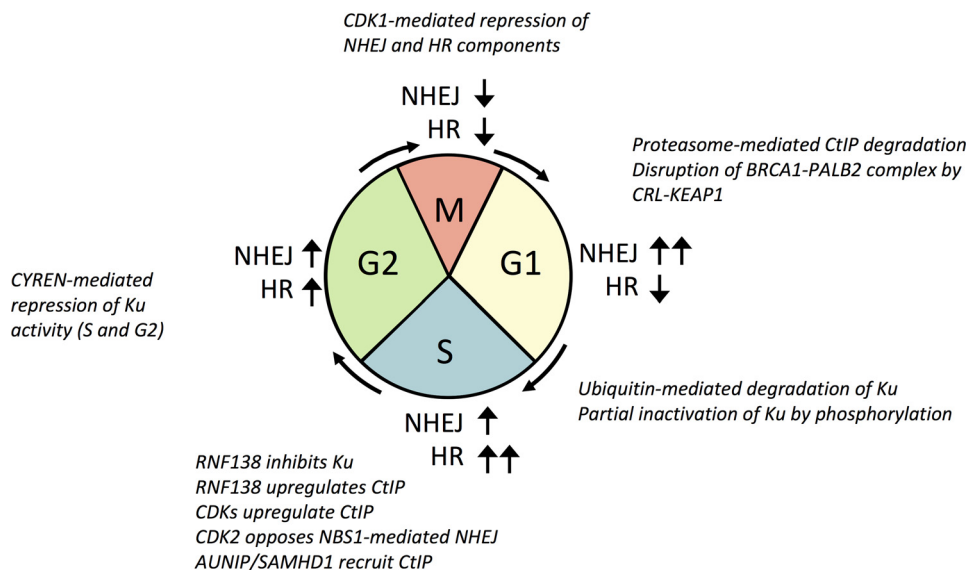 CDK1-mediated repression of
NHEJ and HR components
NHEJ ↓
HR ↓
Proteasome-mediated CtIP degradation
Disruption of BRCA1-PALB2 complex by
CRL-KEAP1
M
G1
NHEJ ↑↑
HR ↓
G2
NHEJ ↑
HR ↑
CYREN-mediated
repression of Ku
activity (S and G2)
S
Ubiquitin-mediated degradation of Ku
Partial inactivation of Ku by phosphorylation
NHEJ ↑
HR ↑↑
RNF138 inhibits Ku
RNF138 upregulates CtIP
CDKs upregulate CtIP
CDK2 opposes NBS1-mediated NHEJ
AUNIP/SAMHD1 recruit CtIP